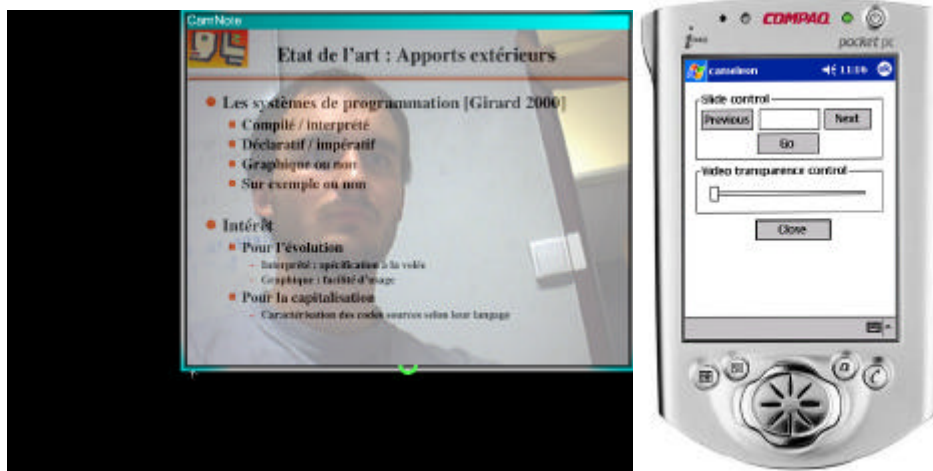 CamNote
Etat de l'art : Apports extérieurs
Les systèmes de programmation [Girard 2000]
Compilé / interprété
Déclaratif / impératif
Graphique ou non
Sur exemple ou non
Intérêt
Pour l'évolution
- Interprété : spécification à la volée
- Graphique : facilité d'usage
Pour la capitalisation
- Caractérisation des codes sources selon leur langage
COMPAQ
pocket pc
cameleon 11:16 ok
Slide control
Previous Next
Go
Video transparence control
Close